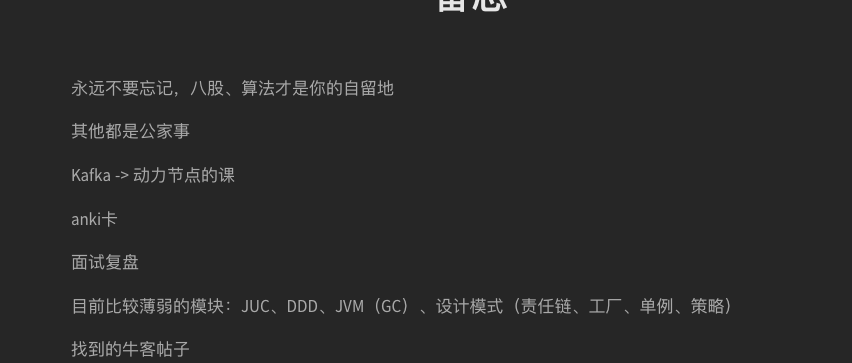 永远不要忘记，八股、算法才是你的自留地
其他都是公家事
Kafka -> 动力节点的课
anki卡
面试复盘
目前比较薄弱的模块：JUC、DDD、JVM（GC）、设计模式（责任链、工厂、单例、策略）
找到的牛客帖子